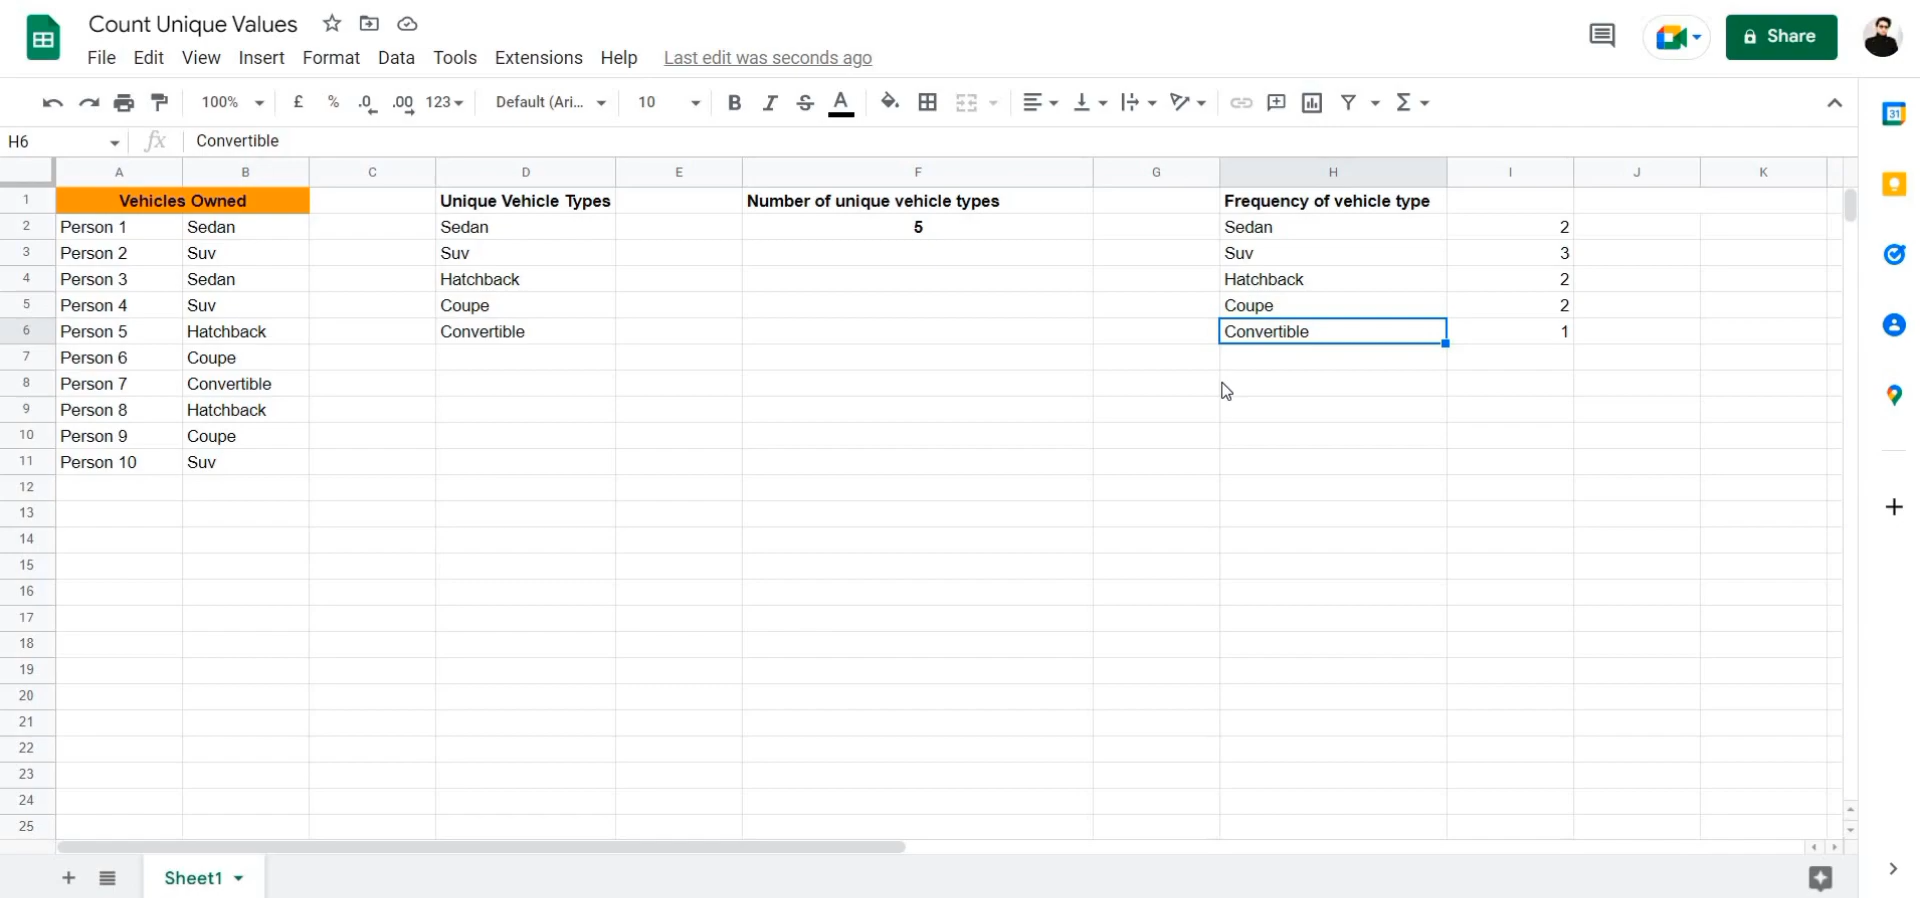 Count Unique Values
File Edit View Insert Format Data Tools Extensions Help Last edit was seconds ago
Share
100% £ % .0 .00 123 Default (Ari... 10 B I S A Σ
31
H6 fx Convertible
A B C D E F G H I J K
1 Vehicles Owned Unique Vehicle Types Number of unique vehicle types Frequency of vehicle type
2 Person 1 Sedan Sedan 5 Sedan 2
3 Person 2 Suv Suv Suv 3
4 Person 3 Sedan Hatchback Hatchback 2
5 Person 4 Suv Coupe Coupe 2
6 Person 5 Hatchback Convertible Convertible 1
7 Person 6 Coupe
8 Person 7 Convertible
9 Person 8 Hatchback
10 Person 9 Coupe
11 Person 10 Suv
12
13
14
15
16
17
18
19
20
21
22
23
24
25
Sheet1